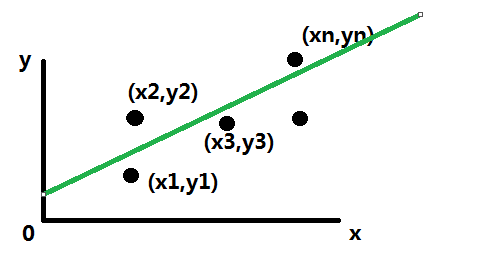 (xn,yn)
y
(x2,y2)
(x3,y3)
(x1,y1)
0
x